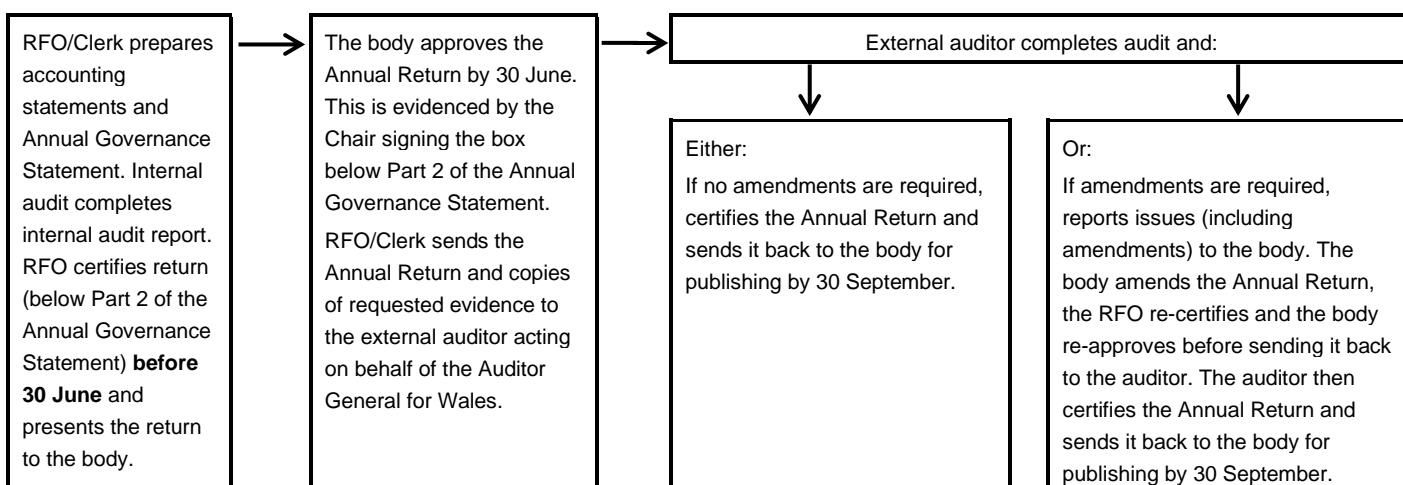 RFO/Clerk prepares
accounting
statements and
Annual Governance
Statement. Internal
audit completes
internal audit report.
RFO certifies return
(below Part 2 of the
Annual Governance
Statement) before
30 June and
presents the return
to the body.
The body approves the
Annual Return by 30 June.
This is evidenced by the
Chair signing the box
below Part 2 of the Annual
Governance Statement.
RFO/Clerk sends the
Annual Return and copies
of requested evidence to
the external auditor acting
on behalf of the Auditor
General for Wales.
External auditor completes audit and:
Either:
If no amendments are required,
certifies the Annual Return and
sends it back to the body for
publishing by 30 September.
Or:
If amendments are required,
reports issues (including
amendments) to the body. The
body amends the Annual Return,
the RFO re-certifies and the body
re-approves before sending it back
to the auditor. The auditor then
certifies the Annual Return and
sends it back to the body for
publishing by 30 September.